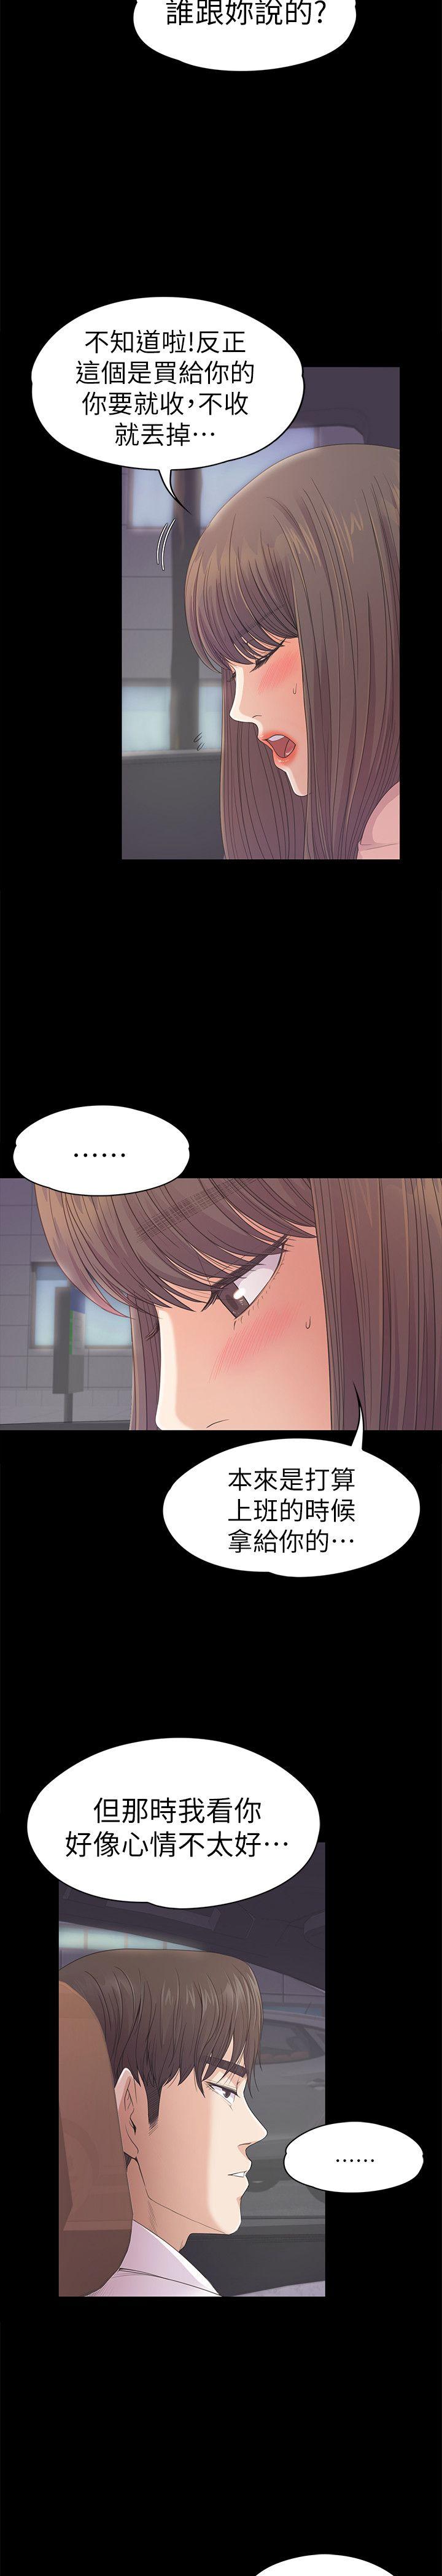 誰跟妳說的?
不知道啦!反正
這個是買給你的
你要就收,不收
就丟掉⋯
⋯⋯
本來是打算
上班的時候
拿給你的⋯
但那時我看你
好像心情不太好⋯
⋯⋯